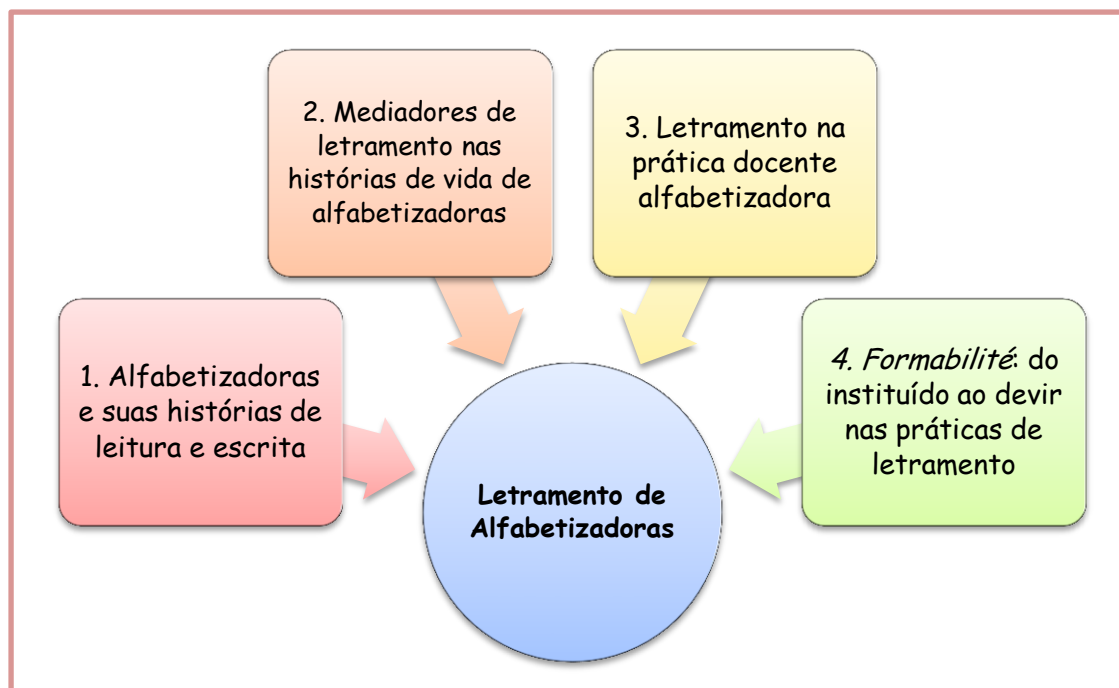 1. Alfabetizadoras
e suas histórias de
leitura e escrita
2. Mediadores de
letramento nas
histórias de vida de
alfabetizadoras
3. Letramento na
prática docente
alfabetizadora
4. Formabilité: do
instituído ao devir
nas práticas de
letramento
Letramento de
Alfabetizadoras